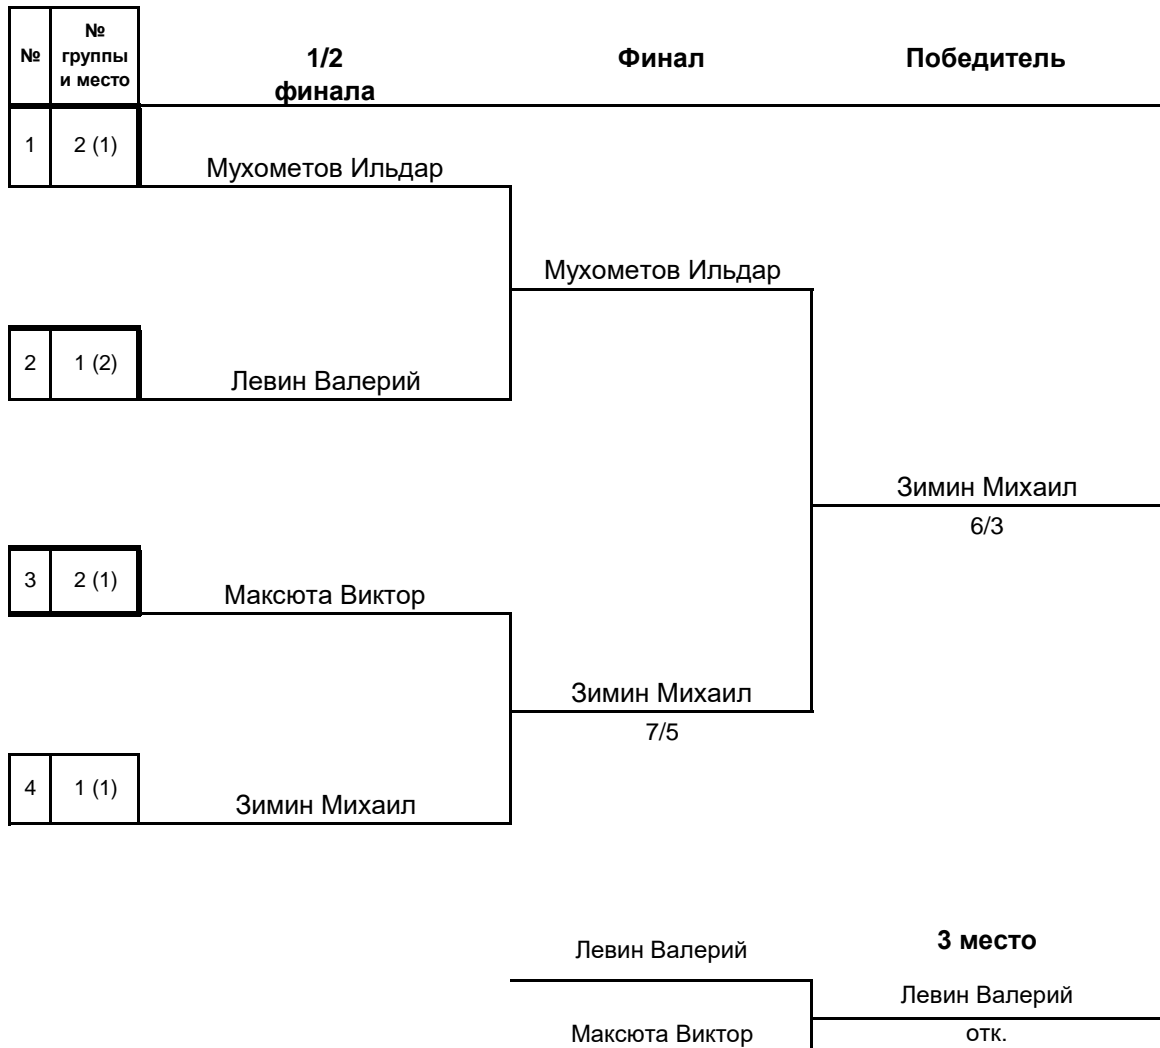 №
№
группы
и место
1/2
финала
Финал
Победитель
1
2 (1)
Мухометов Ильдар
Мухометов Ильдар
2
1 (2)
Левин Валерий
Зимин Михаил
6/3
3
2 (1)
Максюта Виктор
Зимин Михаил
7/5
4
1 (1)
Зимин Михаил
Левин Валерий
3 место
Левин Валерий
Максюта Виктор
отк.